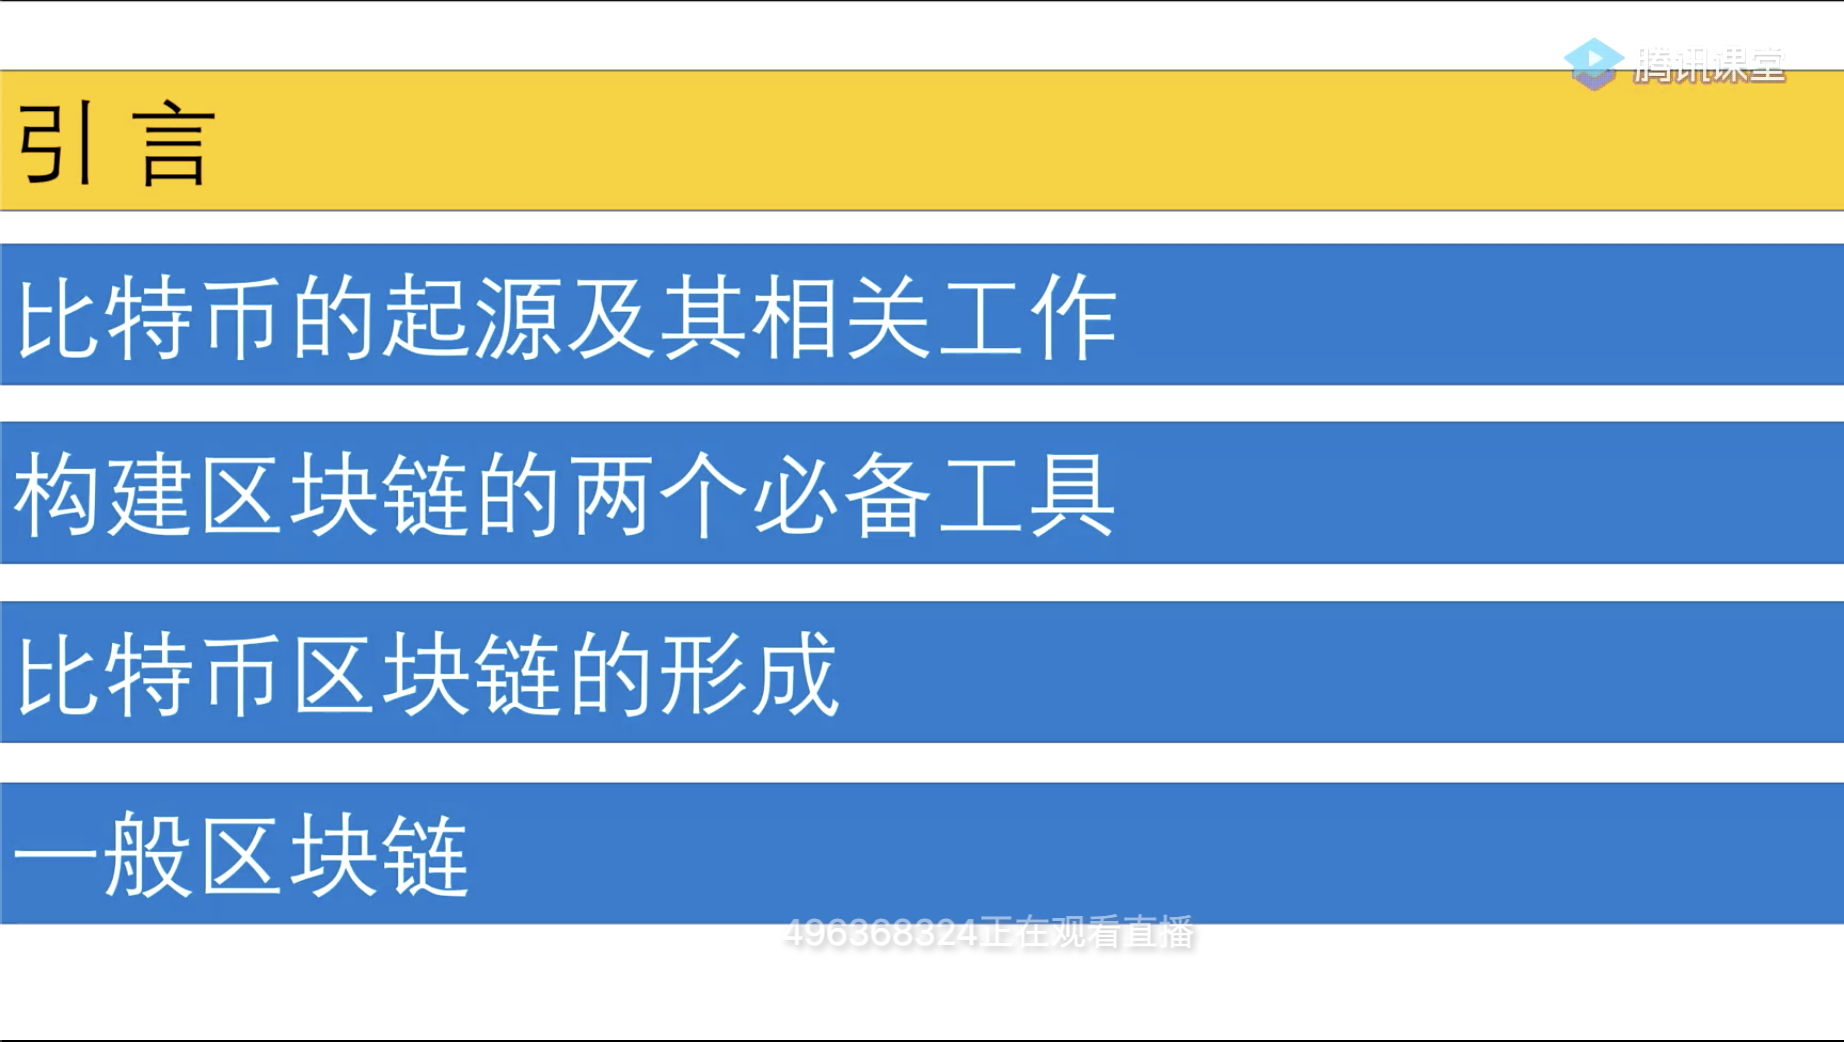 腾讯课堂
引言
比特币的起源及其相关工作
构建区块链的两个必备工具
比特币区块链的形成
一般区块链
496368324正在观看直播